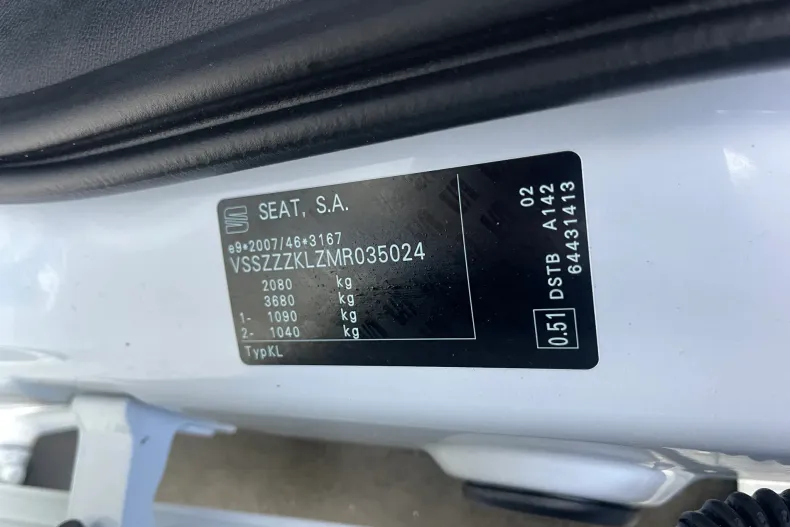 SEAT, S.A.
e9*2007/46*3167
VSSZZZKLZMR035024
2080 kg
3680 kg
1- 1090 kg
2- 1040 kg
TypKL
02
DSTB A142
0.51 64431413